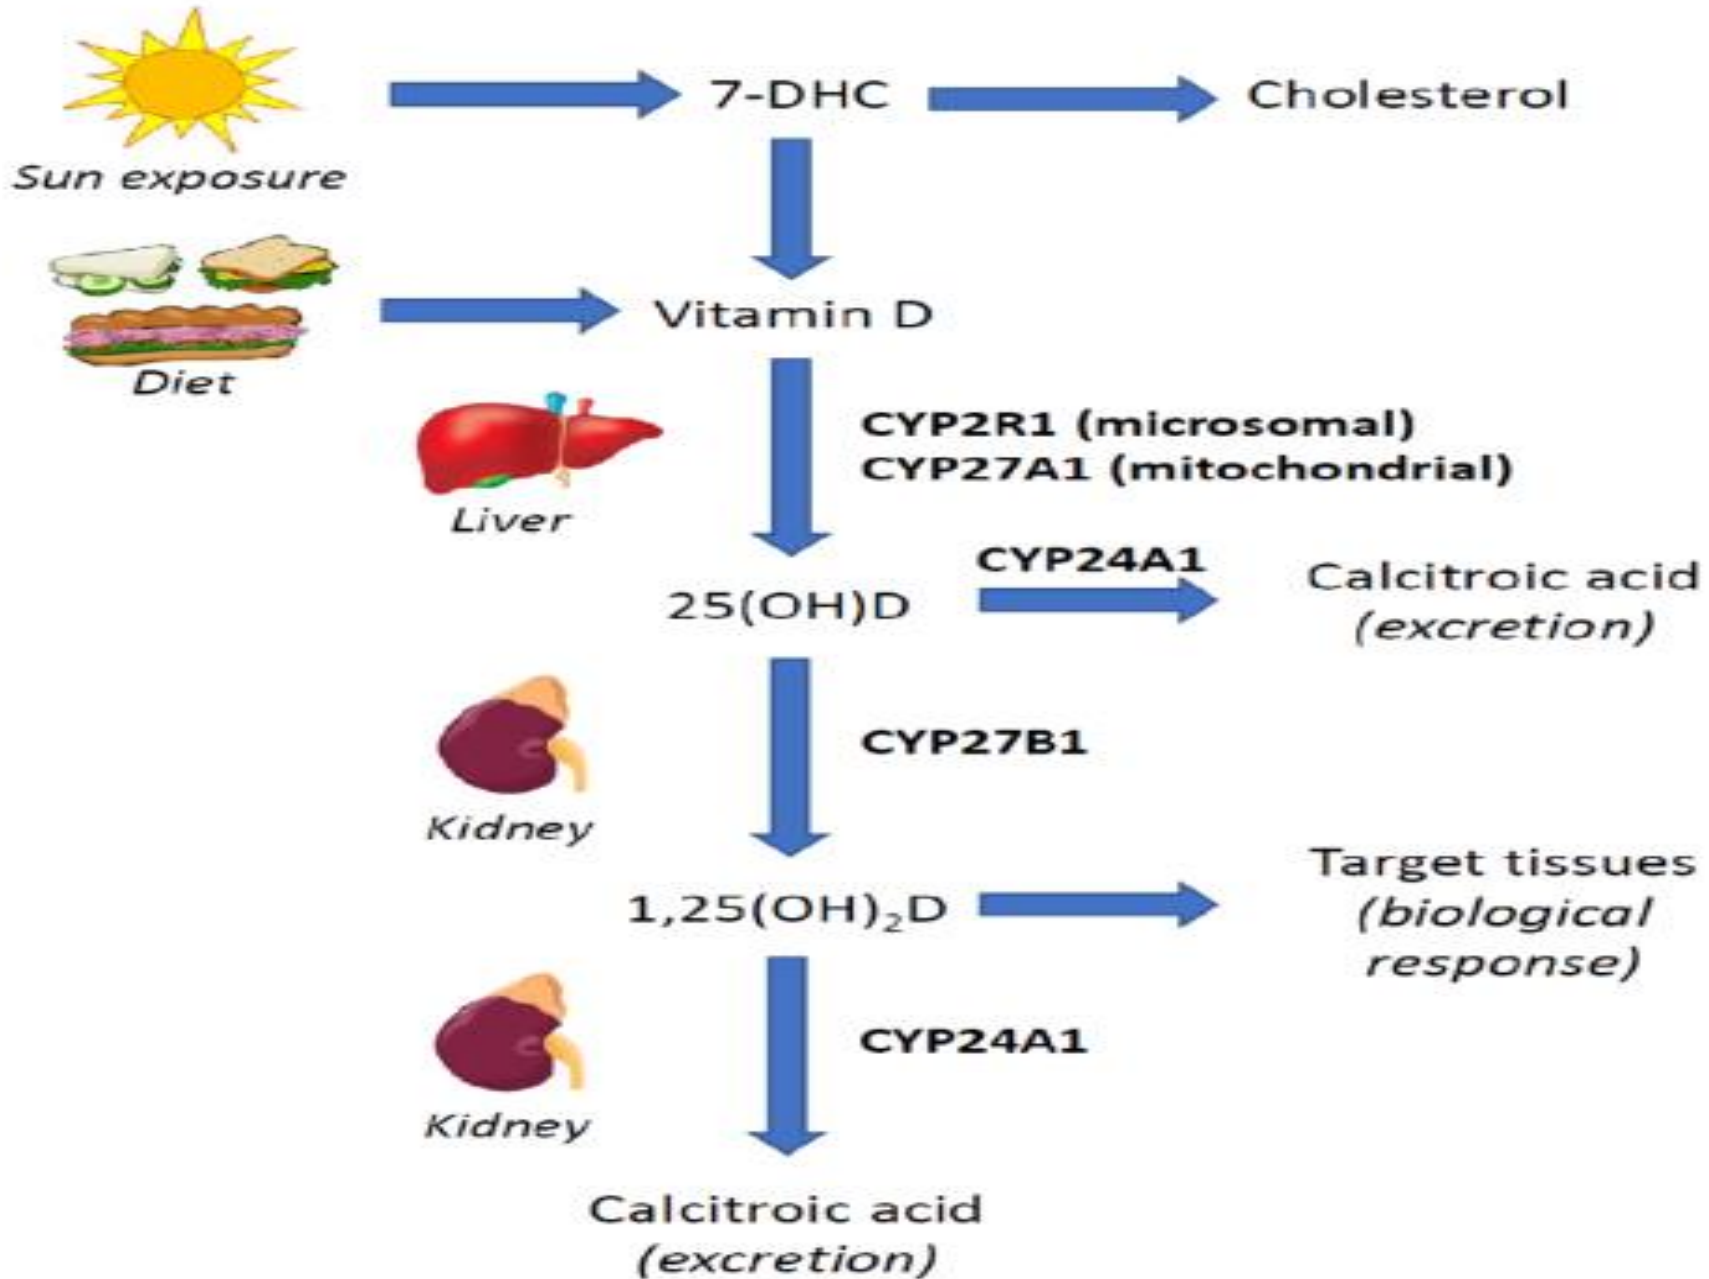 7-DHC
Cholesterol
Sun exposure
Vitamin D
Diet
CYP2R1 (microsomal)
CYP27A1 (mitochondrial)
Liver
CYP24A1
25(OH)D
Calcitroic acid
(excretion)
CYP27B1
Kidney
1,25(OH)₂D
Target tissues
(biological
response)
CYP24A1
Kidney
Calcitroic acid
(excretion)